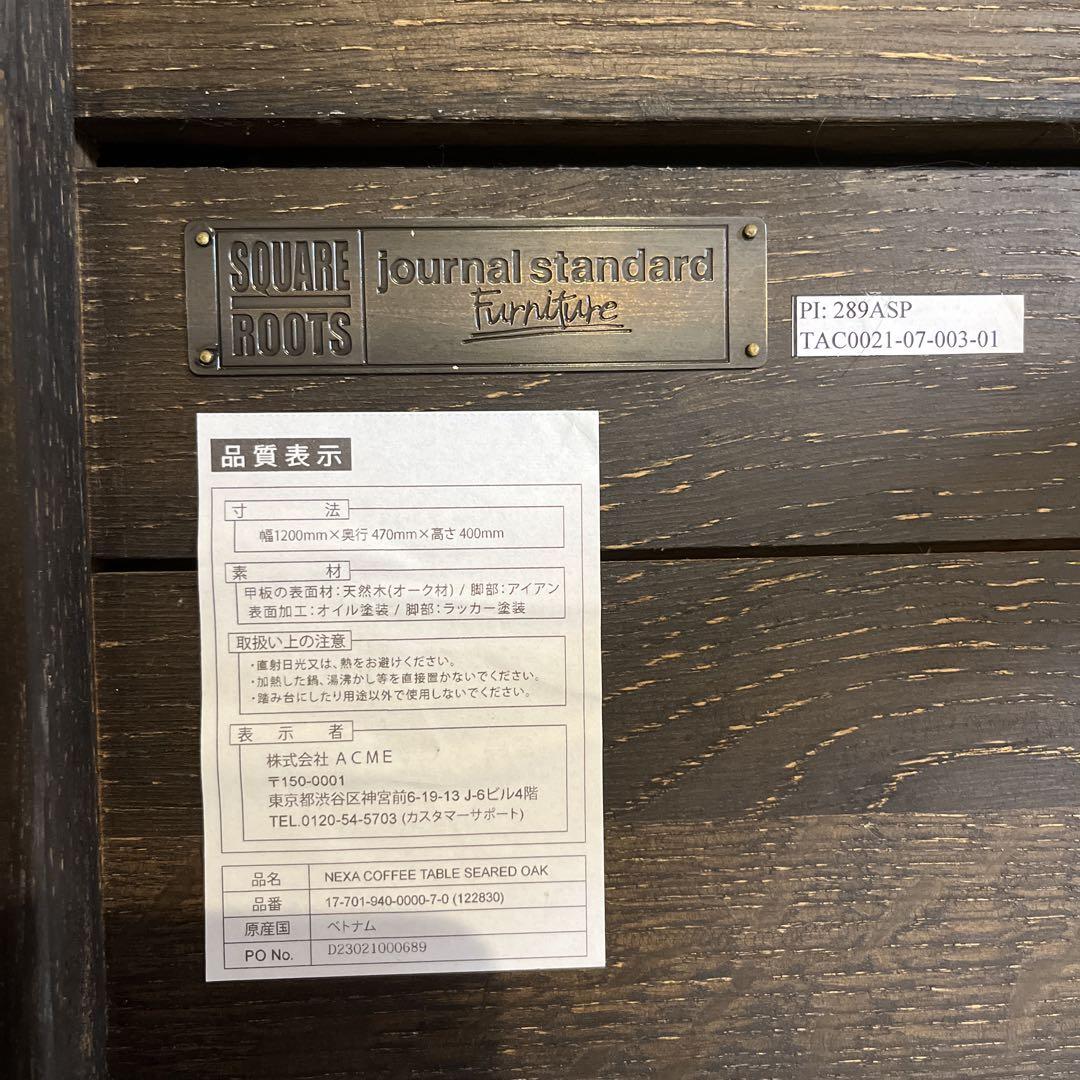 SQUARE
ROOTS
journal standard
Furniture
PI: 289ASP
TAC0021-07-003-01
品質表示
寸法
幅1200mm×奥行 470mm×高さ 400mm
素材
甲板の表面材:天然木(オーク材) / 脚部:アイアン
表面加工:オイル塗装 / 脚部:ラッカー塗装
取扱い上の注意
・直射日光又は、熱をお避けください。
・加熱した鍋、湯沸かし等を直接置かないでください。
・踏み台にしたり用途以外で使用しないでください。
表示者
株式会社 ACME
〒150-0001
東京都渋谷区神宮前6-19-13 J-6ビル4階
TEL.0120-54-5703 (カスタマーサポート)
品名 NEXA COFFEE TABLE SEARED OAK
品番 17-701-940-0000-7-0 (122830)
原産国 ベトナム
PO No. D23021000689